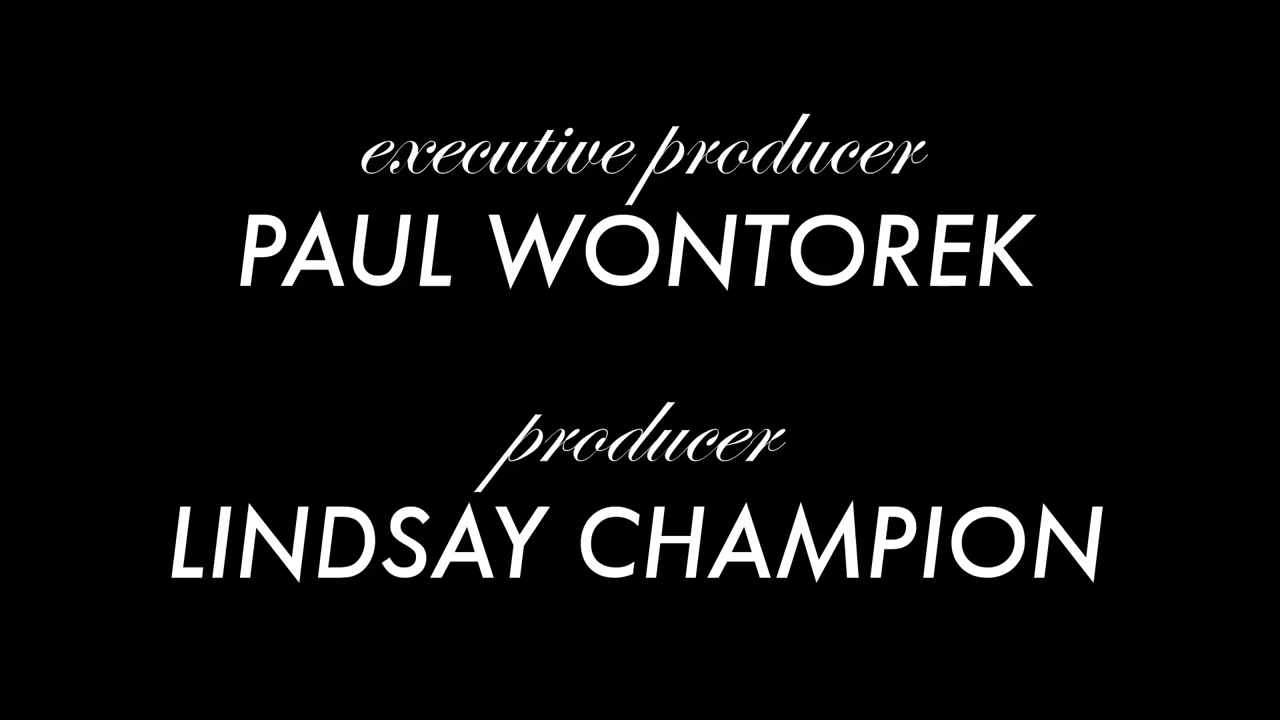 executive producer
PAUL WONTOREK
producer
LINDSAY CHAMPION